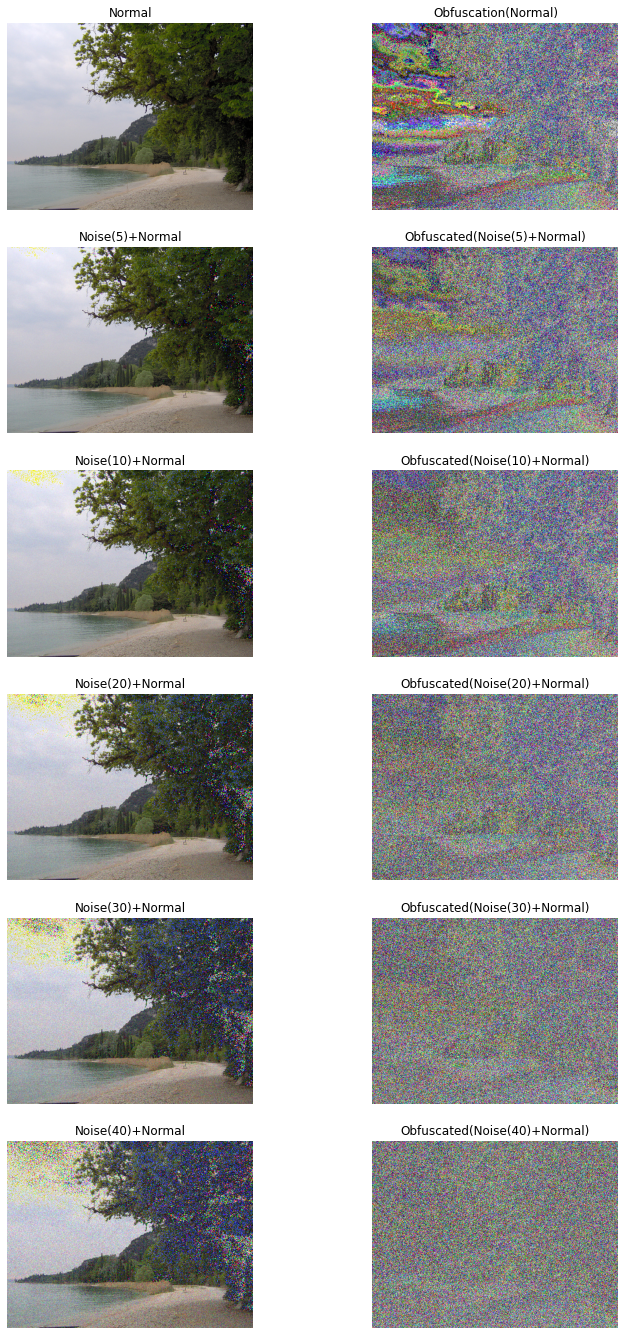 Normal
Obfuscation(Normal)
Noise(5)+Normal
Obfuscated(Noise(5)+Normal)
Noise(10)+Normal
Obfuscated(Noise(10)+Normal)
Noise(20)+Normal
Obfuscated(Noise(20)+Normal)
Noise(30)+Normal
Obfuscated(Noise(30)+Normal)
Noise(40)+Normal
Obfuscated(Noise(40)+Normal)